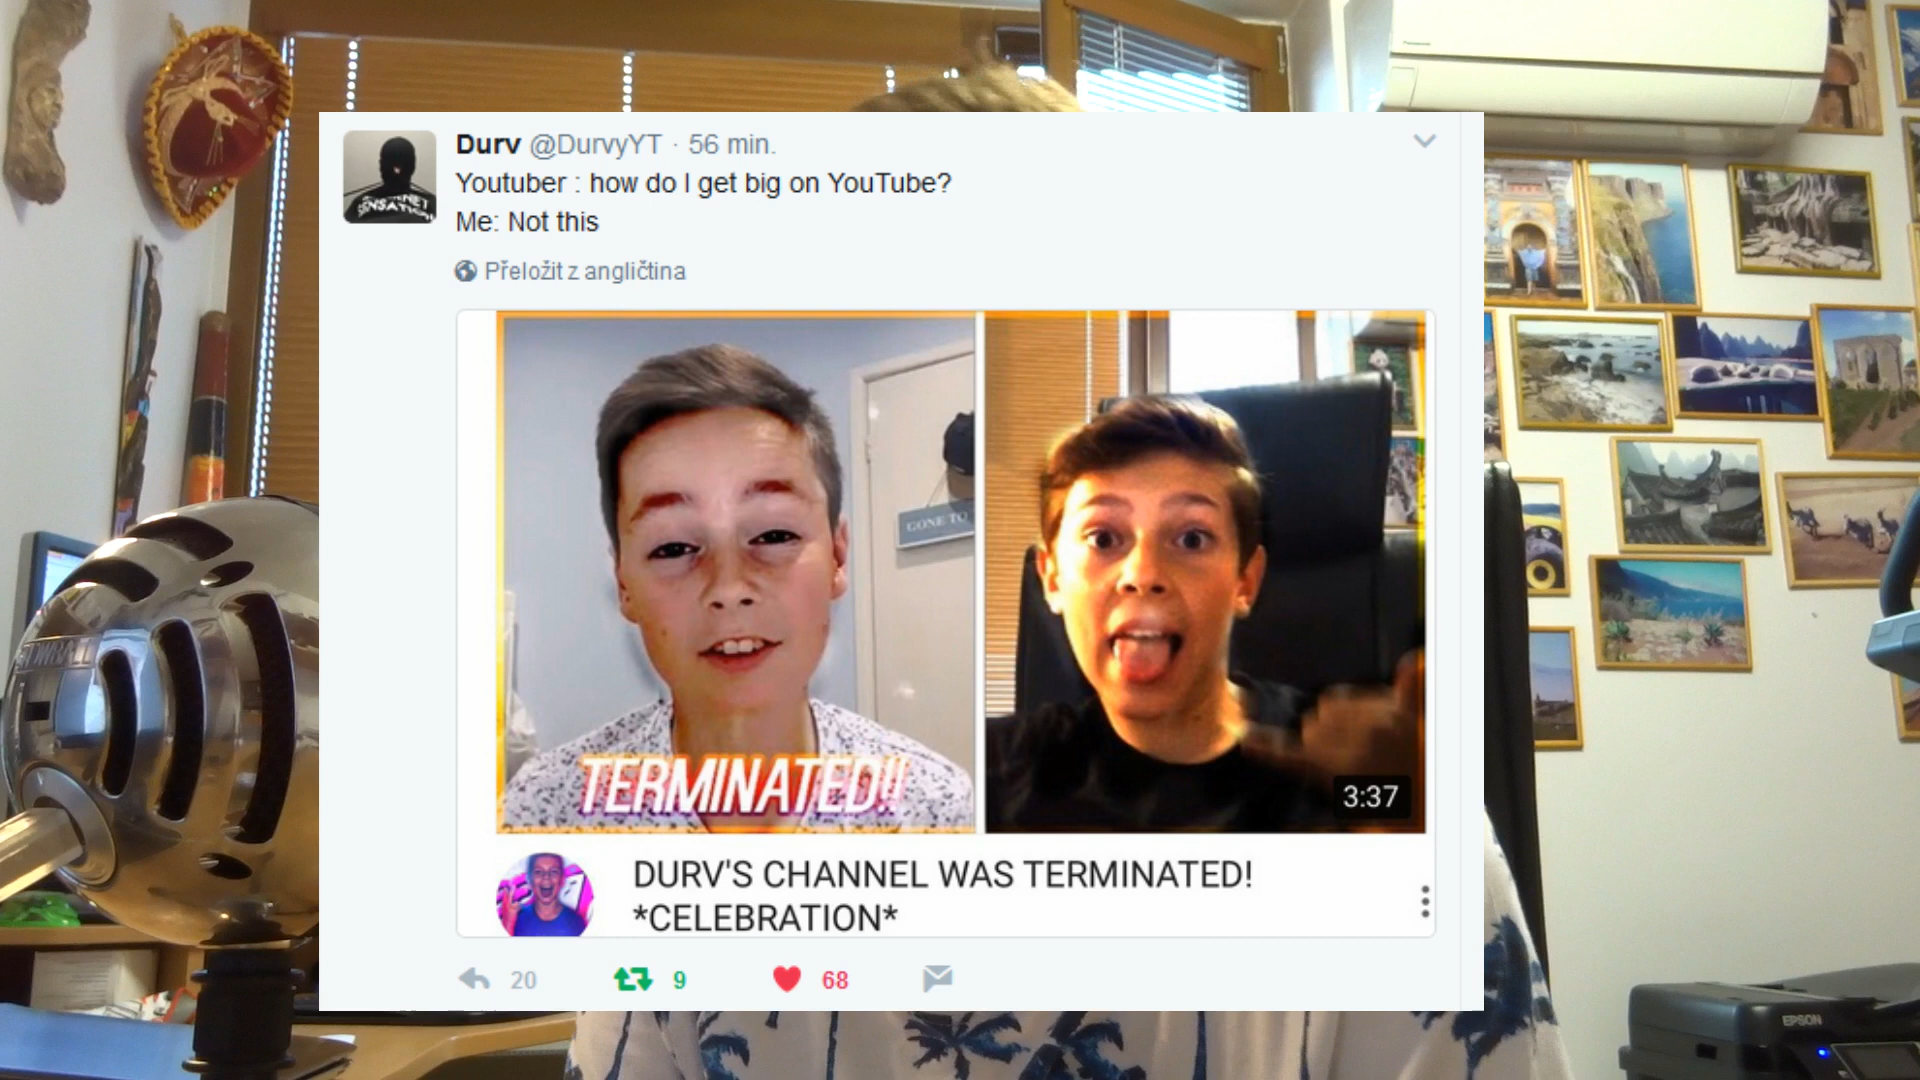 Durv @DurvyYT · 56 min.
Youtuber : how do I get big on YouTube?
Me: Not this
Přeložit z angličtina
GONE TO
TERMINATED!!
3:37
DURV'S CHANNEL WAS TERMINATED!
*CELEBRATION*
20 9 68
EPSON